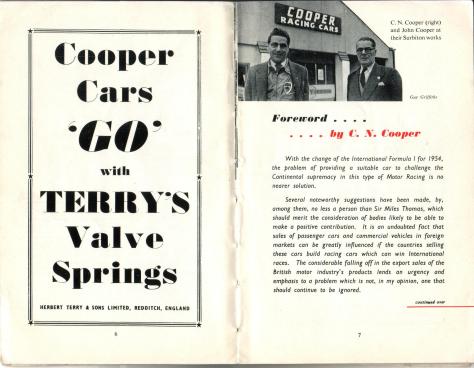 Cooper
Cars
'GO'
with
TERRY'S
Valve
Springs
HERBERT TERRY & SONS LIMITED, REDDITCH, ENGLAND
6
COOPER
RACING CARS
C. N. Cooper (right)
and John Cooper at
their Surbiton works
Guy Griffiths
Foreword . . . .
. . . . by C. N. Cooper
With the change of the International Formula I for 1954,
the problem of providing a suitable car to challenge the
Continental supremacy in this type of Motor Racing is no
nearer solution.
Several noteworthy suggestions have been made, by,
among them, no less a person than Sir Miles Thomas, which
should merit the consideration of bodies likely to be able to
make a positive contribution. It is an undoubted fact that
sales of passenger cars and commercial vehicles in foreign
markets can be greatly influenced if the countries selling
these cars build racing cars which can win International
races. The considerable falling off in the export sales of the
British motor industry's products lends an urgency and
emphasis to a problem which is not, in my opinion, one that
should continue to be ignored.
continued over
7